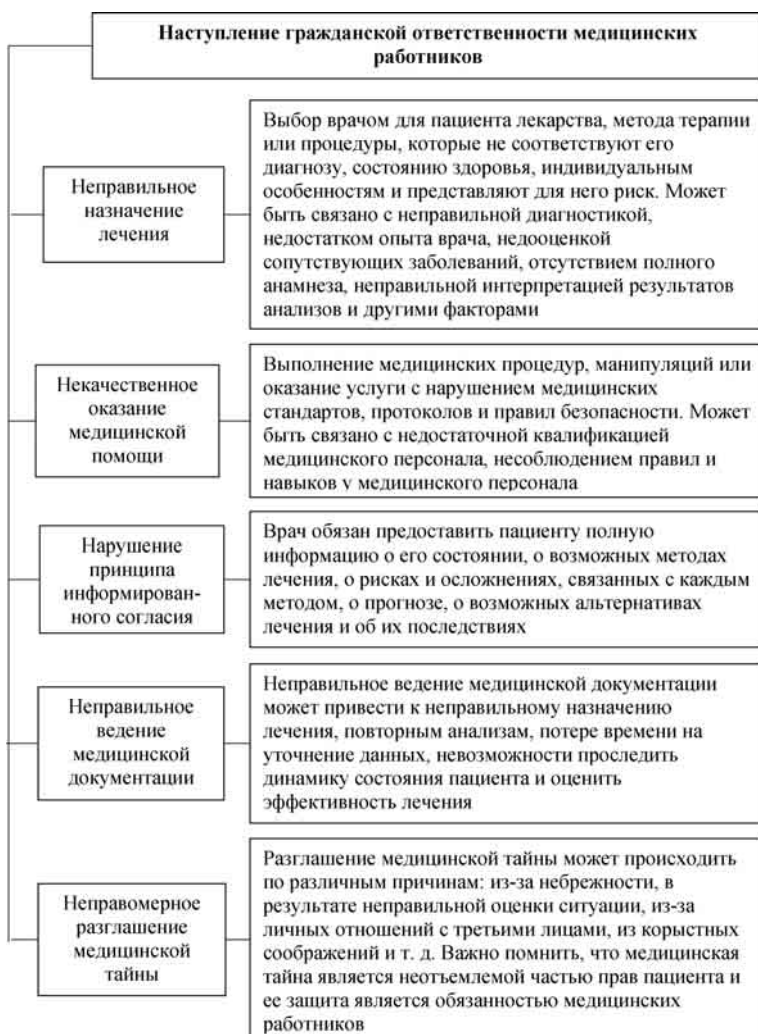 Наступление гражданской ответственности медицинских
работников
Неправильное
назначение
лечения
Выбор врачом для пациента лекарства, метода терапии
или процедуры, которые не соответствуют его
диагнозу, состоянию здоровья, индивидуальным
особенностям и представляют для него риск. Может
быть связано с неправильной диагностикой,
недостатком опыта врача, недооценкой
сопутствующих заболеваний, отсутствием полного
анамнеза, неправильной интерпретацией результатов
анализов и другими факторами
Некачественное
оказание
медицинской
помощи
Выполнение медицинских процедур, манипуляций или
оказание услуги с нарушением медицинских
стандартов, протоколов и правил безопасности. Может
быть связано с недостаточной квалификацией
медицинского персонала, несоблюдением правил и
навыков у медицинского персонала
Нарушение
принципа
информирован-
ного согласия
Врач обязан предоставить пациенту полную
информацию о его состоянии, о возможных методах
лечения, о рисках и осложнениях, связанных с каждым
методом, о прогнозе, о возможных альтернативах
лечения и об их последствиях
Неправильное
ведение
медицинской
документации
Неправильное ведение медицинской документации
может привести к неправильному назначению
лечения, повторным анализам, потере времени на
уточнение данных, невозможности проследить
динамику состояния пациента и оценить
эффективность лечения
Неправомерное
разглашение
медицинской
тайны
Разглашение медицинской тайны может происходить
по различным причинам: из-за небрежности, в
результате неправильной оценки ситуации, из-за
личных отношений с третьими лицами, из корыстных
соображений и т. д. Важно помнить, что медицинская
тайна является неотъемлемой частью прав пациента и
ее защита является обязанностью медицинских
работников